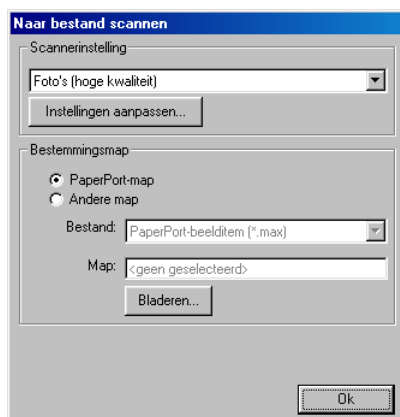 Naar bestand scannen
Scannerinstelling
Foto's (hoge kwaliteit)
Instellingen aanpassen...
Bestemmingsmap
PaperPort-map
Andere map
Bestand: PaperPort-beelditem (*.max)
Map: <geen geselecteerd>
Bladeren...
Ok